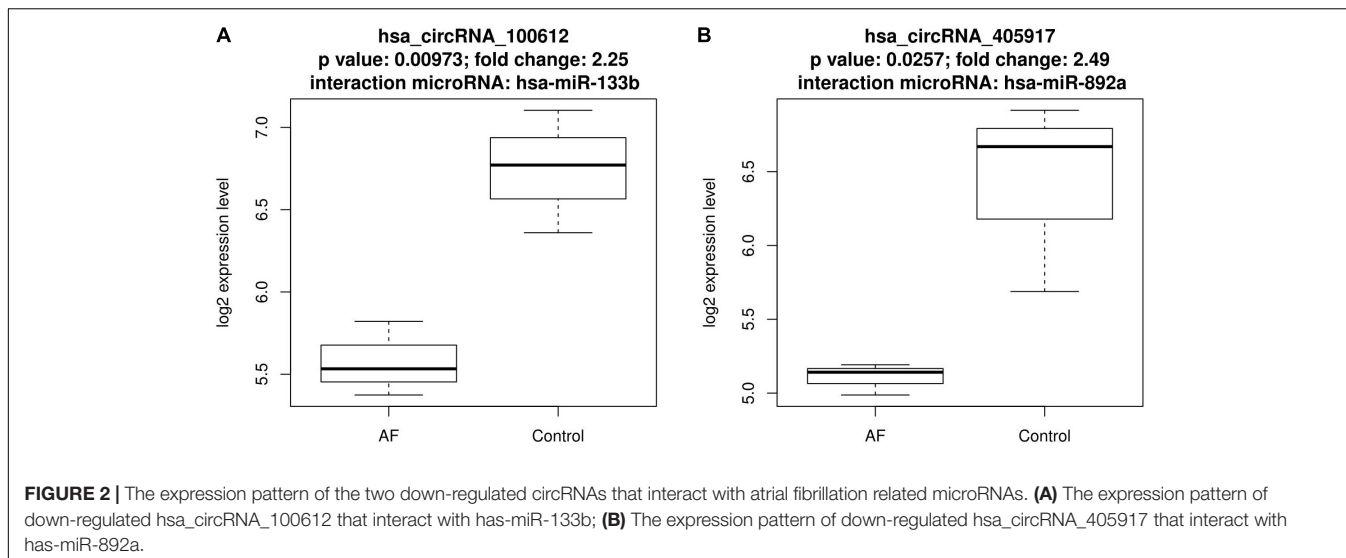 A
hsa_circRNA_100612
p value: 0.00973; fold change: 2.25
interaction microRNA: hsa-miR-133b
log2 expression level
7.0
6.5
6.0
5.5
AF
Control
B
hsa_circRNA_405917
p value: 0.0257; fold change: 2.49
interaction microRNA: hsa-miR-892a
log2 expression level
6.5
6.0
5.5
5.0
AF
Control
FIGURE 2 | The expression pattern of the two down-regulated circRNAs that interact with atrial fibrillation related microRNAs. (A) The expression pattern of
down-regulated hsa_circRNA_100612 that interact with has-miR-133b; (B) The expression pattern of down-regulated hsa_circRNA_405917 that interact with
has-miR-892a.